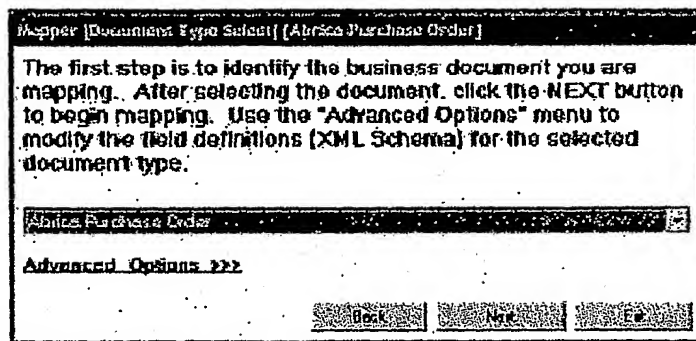 Mapper [Document Type Select] [Abrica Purchase Order]
The first step is to identify the business document you are
mapping. After selecting the document, click the NEXT button
to begin mapping. Use the "Advanced Options" menu to
modify the field definitions (XML Schema) for the selected
document type.
Abrica Purchase Order
Advanced Options >>>
Back Next Exit